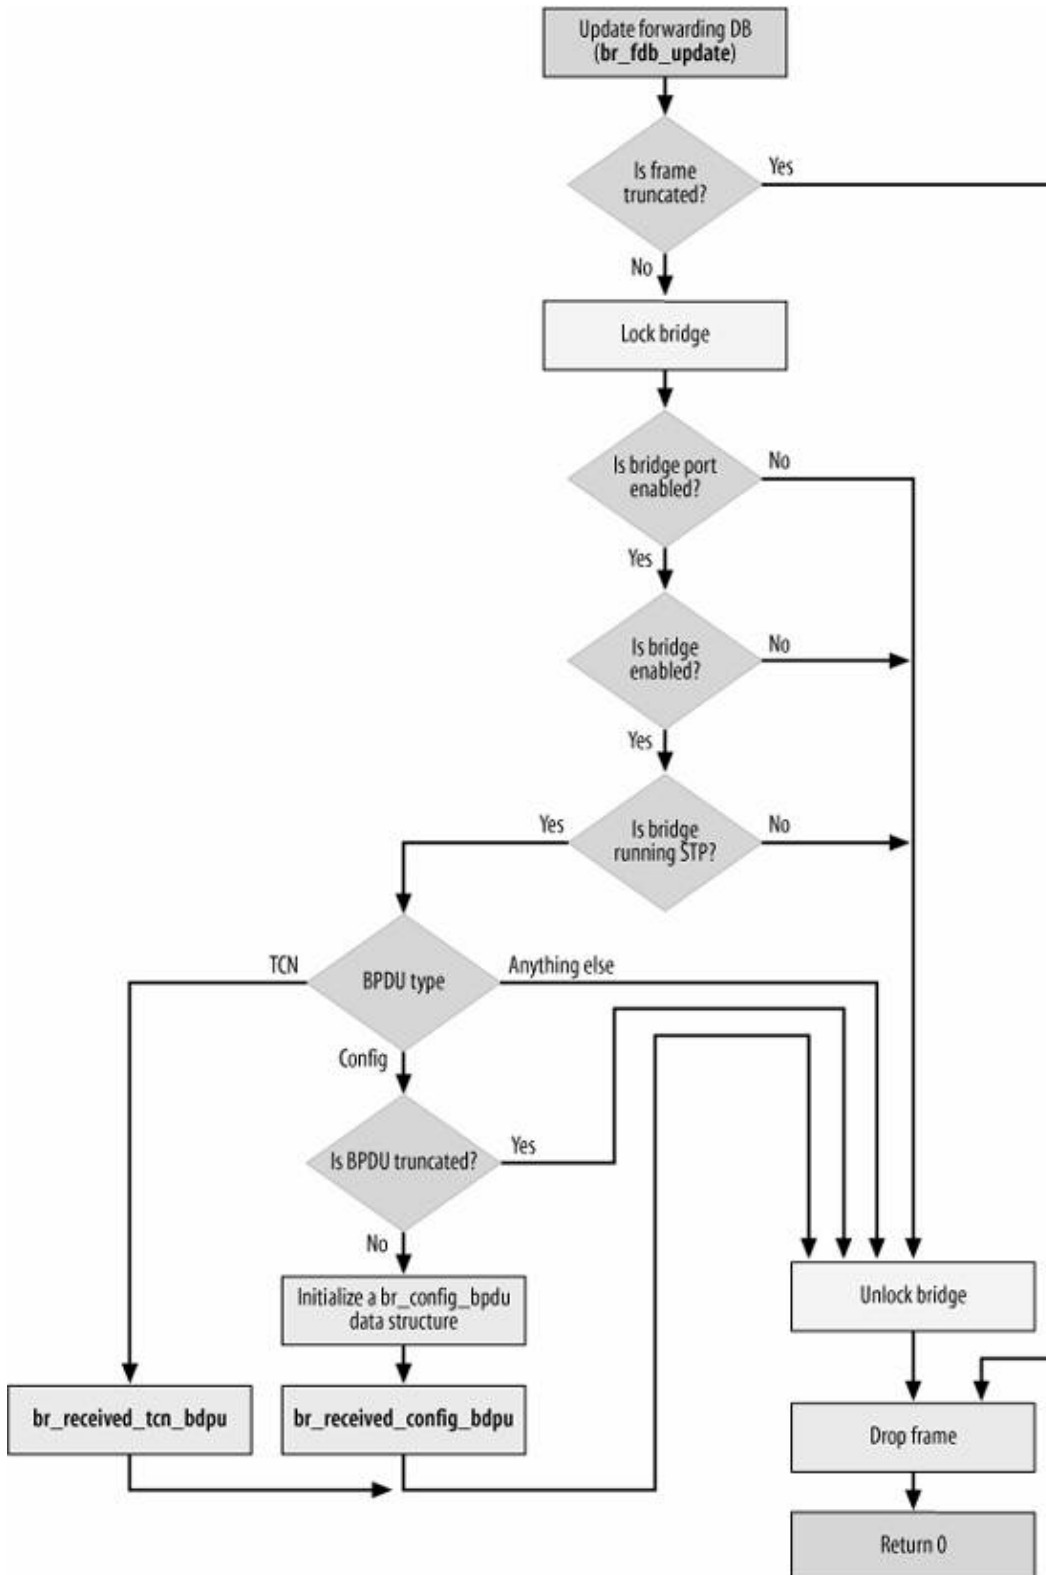 Update forwarding DB
(br_fdb_update)
Is frame
truncated?
Yes
No
Lock bridge
Is bridge port
enabled?
No
Yes
Is bridge
enabled?
No
Yes
Yes
Is bridge
running STP?
No
TCN
BPDU type
Anything else
Config
Is BPDU truncated?
Yes
No
Initialize a br_config_bpdu
data structure
Unlock bridge
br_received_tcn_bdpu
br_received_config_bdpu
Drop frame
Return 0